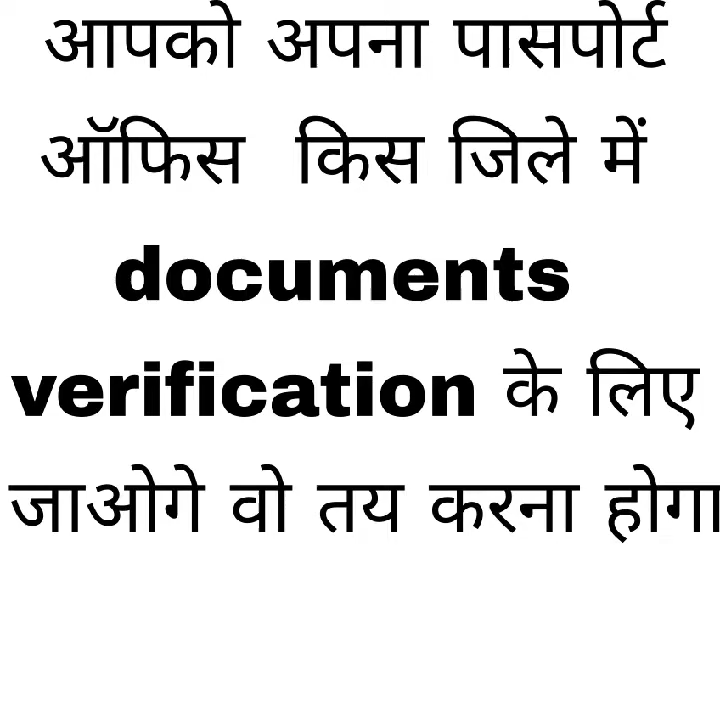 आपको अपना पासपोर्ट
ऑफिस किस जिले में
documents
verification के लिए
जाओगे वो तय करना होगा